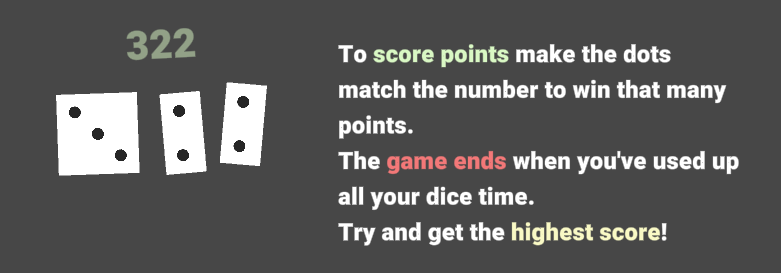 322
To score points make the dots
match the number to win that many
points.
The game ends when you've used up
all your dice time.
Try and get the highest score!